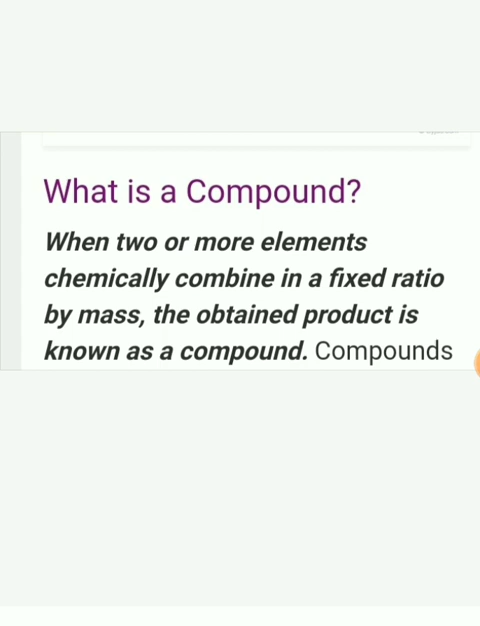 What is a Compound?
When two or more elements
chemically combine in a fixed ratio
by mass, the obtained product is
known as a compound. Compounds